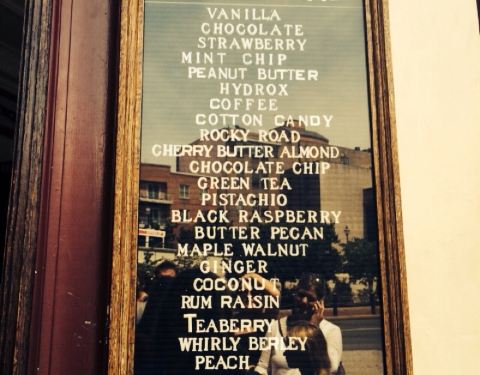 VANILLA
CHOCOLATE
STRAWBERRY
MINT CHIP
PEANUT BUTTER
HYDROX
COFFEE
COTTON CANDY
ROCKY ROAD
CHERRY BUTTER ALMOND
CHOCOLATE CHIP
GREEN TEA
PISTACHIO
BLACK RASPBERRY
BUTTER PECAN
MAPLE WALNUT
GINGER
COCONUT
RUM RAISIN
TEABERRY
WHIRLY BERLEY
PEACH